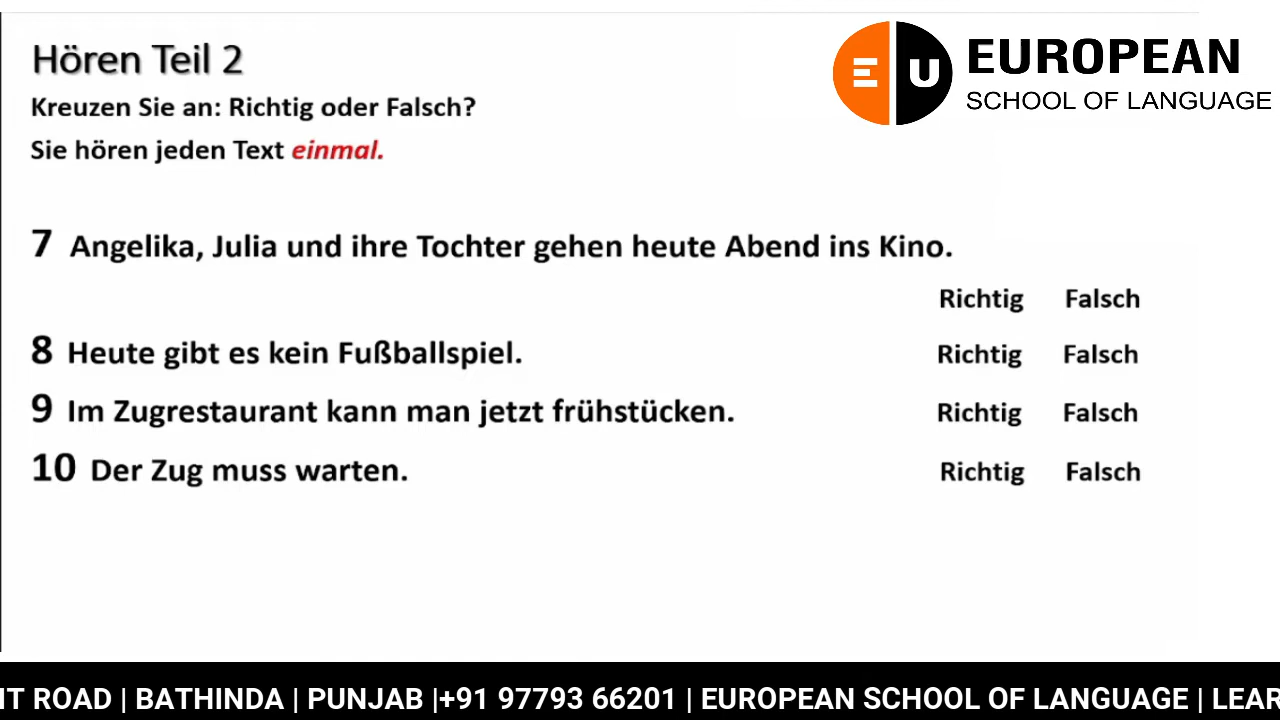 Hören Teil 2
Kreuzen Sie an: Richtig oder Falsch?
Sie hören jeden Text einmal.
EU EUROPEAN
SCHOOL OF LANGUAGE
7 Angelika, Julia und ihre Tochter gehen heute Abend ins Kino.
Richtig Falsch
8 Heute gibt es kein Fußballspiel. Richtig Falsch
9 Im Zugrestaurant kann man jetzt frühstücken. Richtig Falsch
10 Der Zug muss warten. Richtig Falsch
ROAD | BATHINDA | PUNJAB |+91 97793 66201 | EUROPEAN SCHOOL OF LANGUAGE |